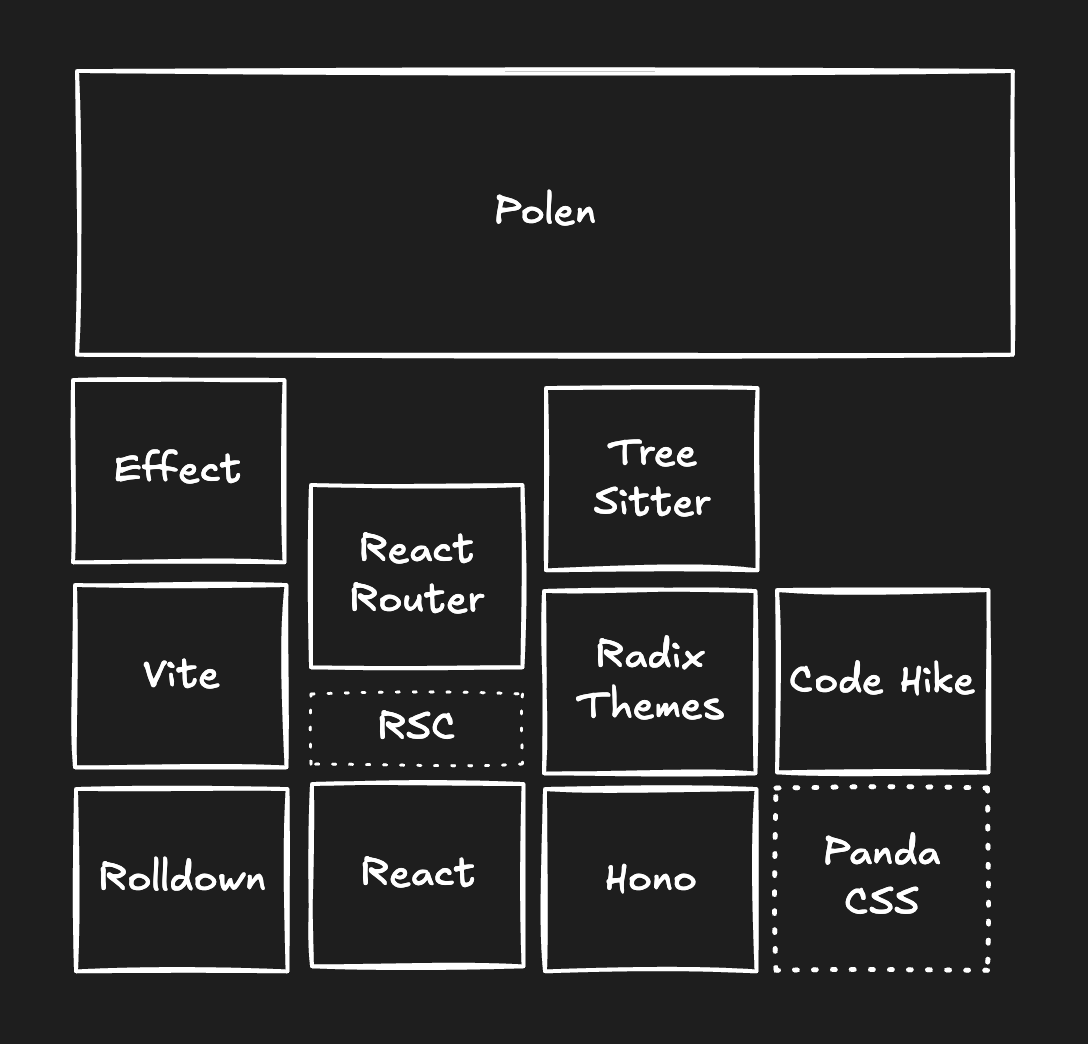 Polen
Effect
Tree
Sitter
React
Router
Vite
Radix
Themes
Code Hike
RSC
Rolldown
React
Hono
Panda
CSS